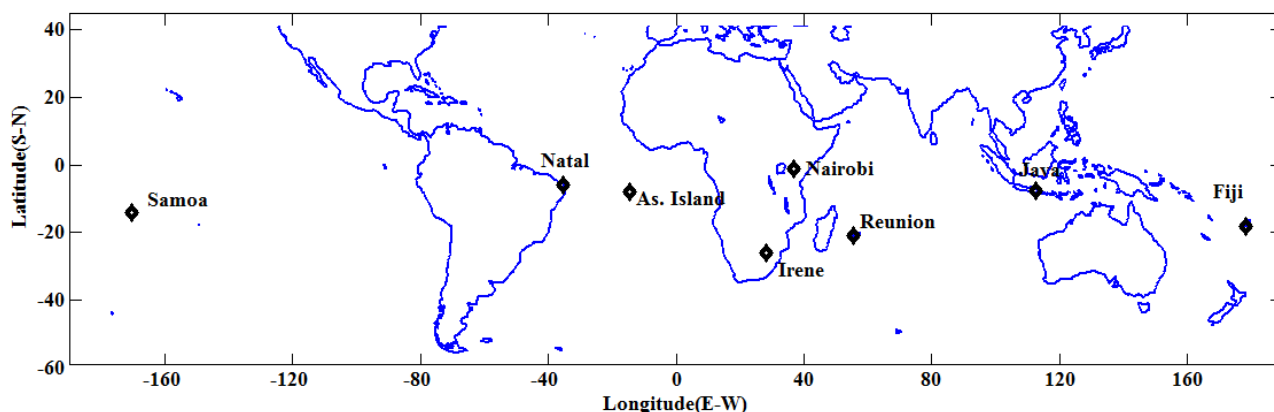 40
20
0
-20
-40
-60
Latitude(S-N)
Natal
Nairobi
Java
Samoa
As. Island
Fiji
Reunion
Irene
-160
-120
-80
-40
0
40
80
120
160
Longitude(E-W)